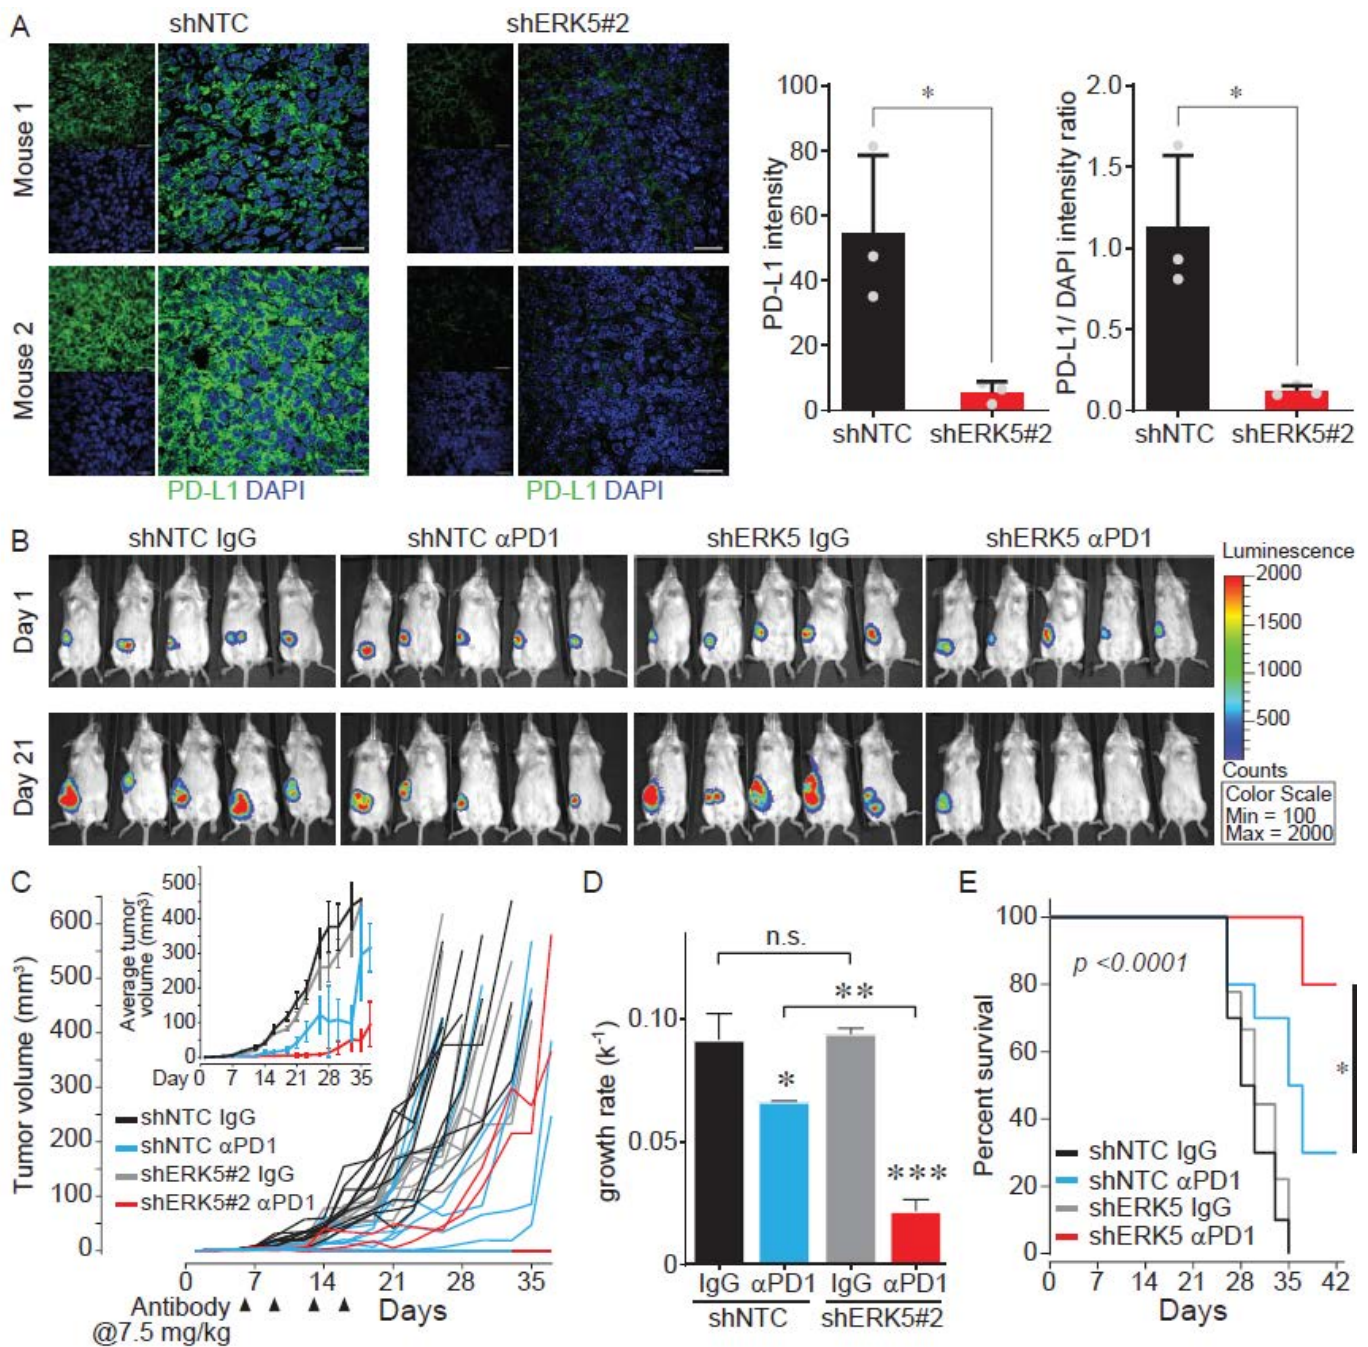 A
shNTC
shERK5#2
Mouse 1
Mouse 2
PD-L1 DAPI
PD-L1 DAPI
PD-L1 intensity
100
80
60
40
20
0
*
shNTC shERK5#2
PD-L1/ DAPI intensity ratio
2.0
1.5
1.0
0.5
0.0
*
shNTC shERK5#2
B
shNTC IgG
shNTC αPD1
shERK5 IgG
shERK5 αPD1
Day 1
Day 21
Luminescence
2000
1500
1000
500
Counts
Color Scale
Min = 100
Max = 2000
C
Tumor volume (mm³)
600
500
400
300
200
100
0
Average tumor
volume (mm³)
500
400
300
200
100
0
Day 0 7 14 21 28 35
shNTC IgG
shNTC αPD1
shERK5#2 IgG
shERK5#2 αPD1
0 7 14 21 28 35
Antibody
@7.5 mg/kg
Days
D
growth rate (k⁻¹)
0.10
0.05
0
n.s.
**
*
***
IgG αPD1 IgG αPD1
shNTC shERK5#2
E
Percent survival
100
80
60
40
20
0
p <0.0001
*
shNTC IgG
shNTC αPD1
shERK5 IgG
shERK5 αPD1
0 7 14 21 28 35 42
Days